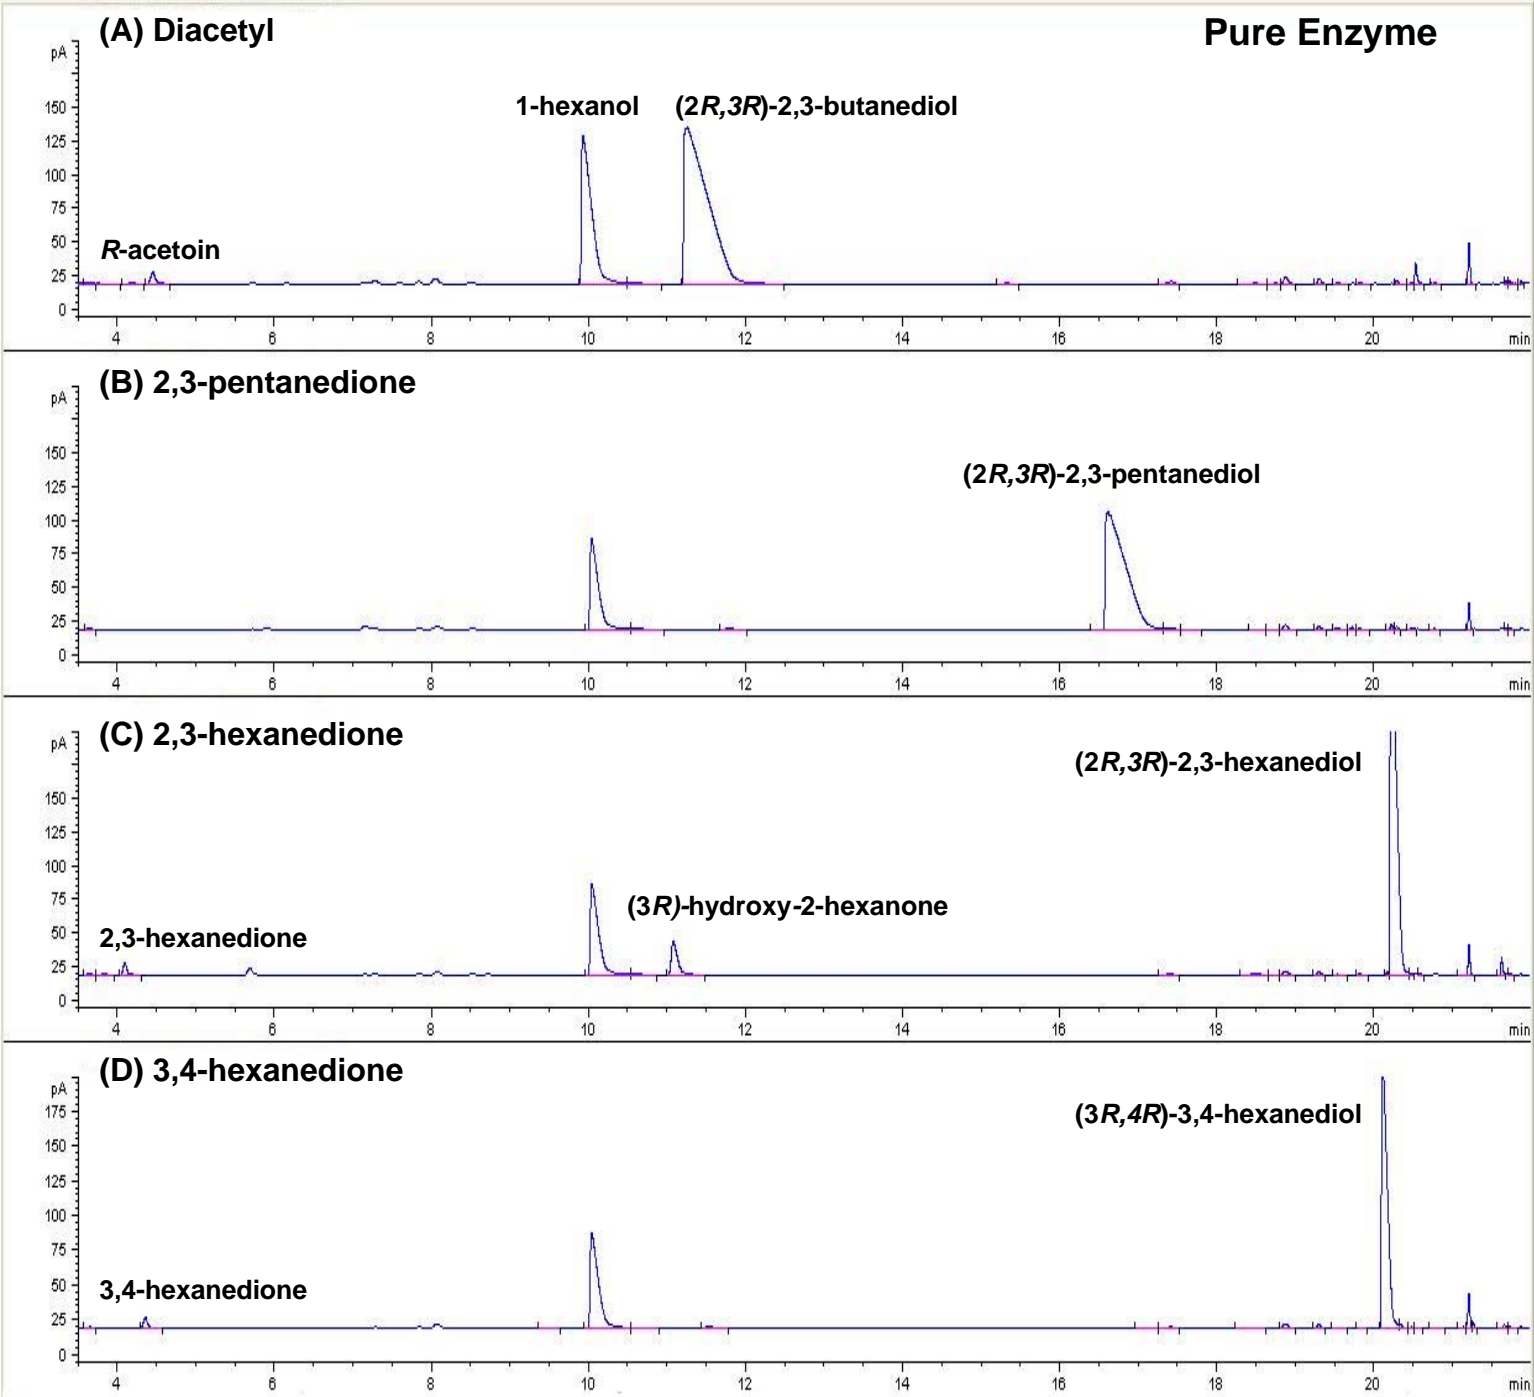 (A) Diacetyl
Pure Enzyme
pA
1-hexanol
(2R,3R)-2,3-butanediol
150
125
100
75
50
25
0
R-acetoin
4 6 8 10 12 14 16 18 20 min
(B) 2,3-pentanedione
pA
(2R,3R)-2,3-pentanediol
150
125
100
75
50
25
0
4 6 8 10 12 14 16 18 20 min
(C) 2,3-hexanedione
pA
(2R,3R)-2,3-hexanediol
150
125
100
75
50
25
0
(3R)-hydroxy-2-hexanone
2,3-hexanedione
4 6 8 10 12 14 16 18 20 min
(D) 3,4-hexanedione
pA
(3R,4R)-3,4-hexanediol
175
150
125
100
75
50
25
0
3,4-hexanedione
4 6 8 10 12 14 16 18 20 min